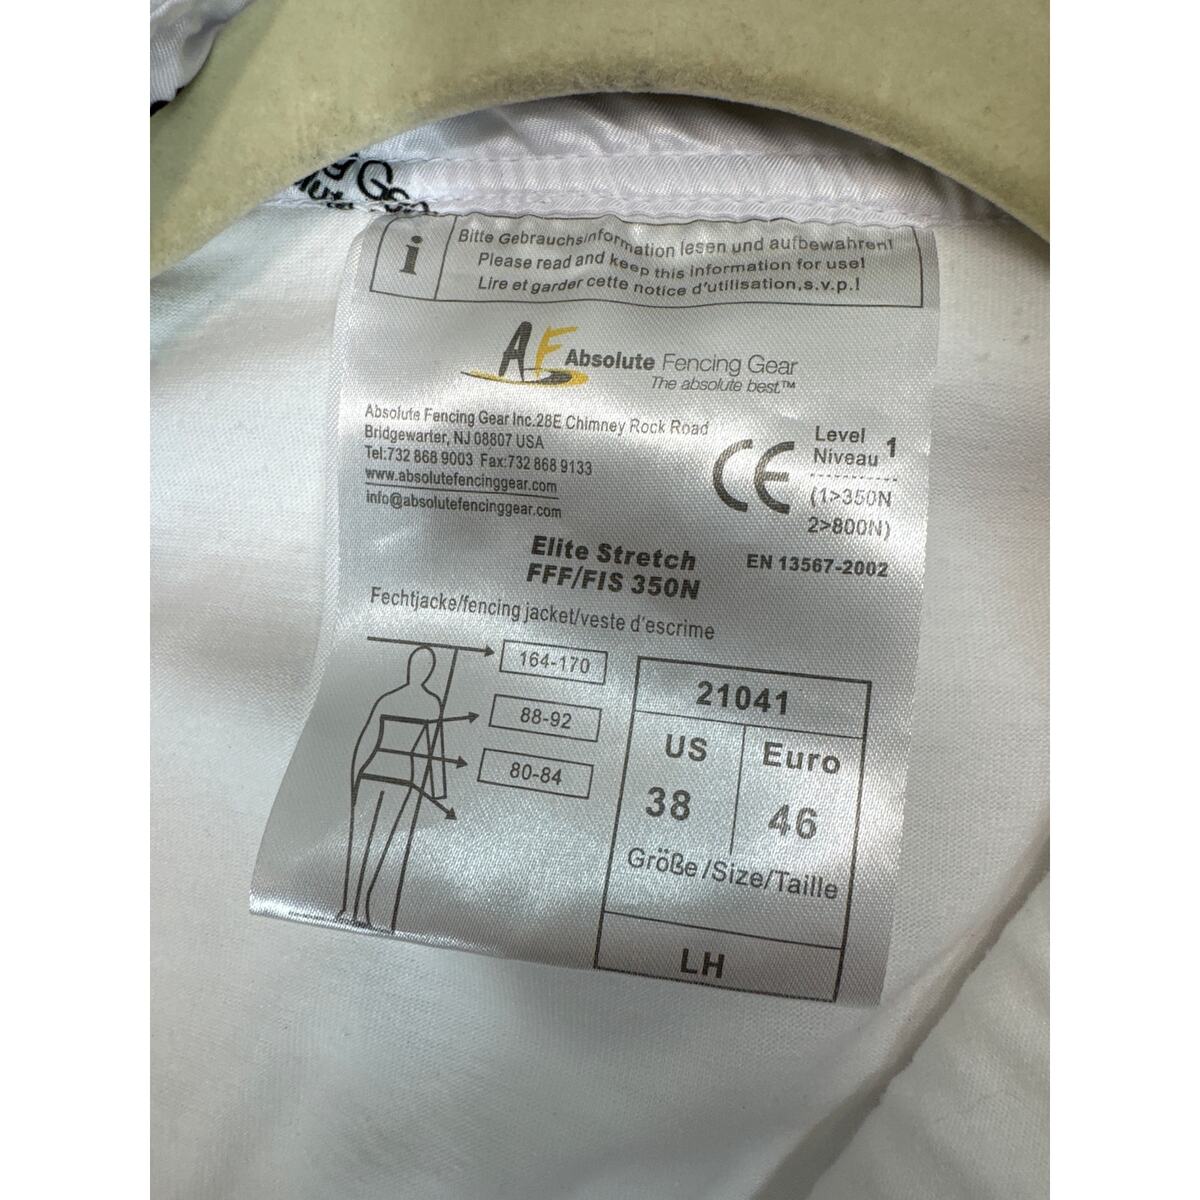 i
Bitte Gebrauchsinformation lesen und aufbewahren!
Please read and keep this information for use!
Lire et garder cette notice d'utilisation,s.v.p.!
AF Absolute Fencing Gear
The absolute best™
Absolute Fencing Gear Inc.28E Chimney Rock Road
Bridgewarter, NJ 08807 USA
Tel:732 868 9003 Fax:732 868 9133
www.absolutefencinggear.com
info@absolutefencinggear.com
CE
Level 1
Niveau
(1>350N
2>800N)
EN 13567-2002
Elite Stretch
FFF/FIS 350N
Fechtjacke/fencing jacket/veste d'escrime
164-170
88-92
80-84
21041
US Euro
38 46
Größe/Size/Taille
LH